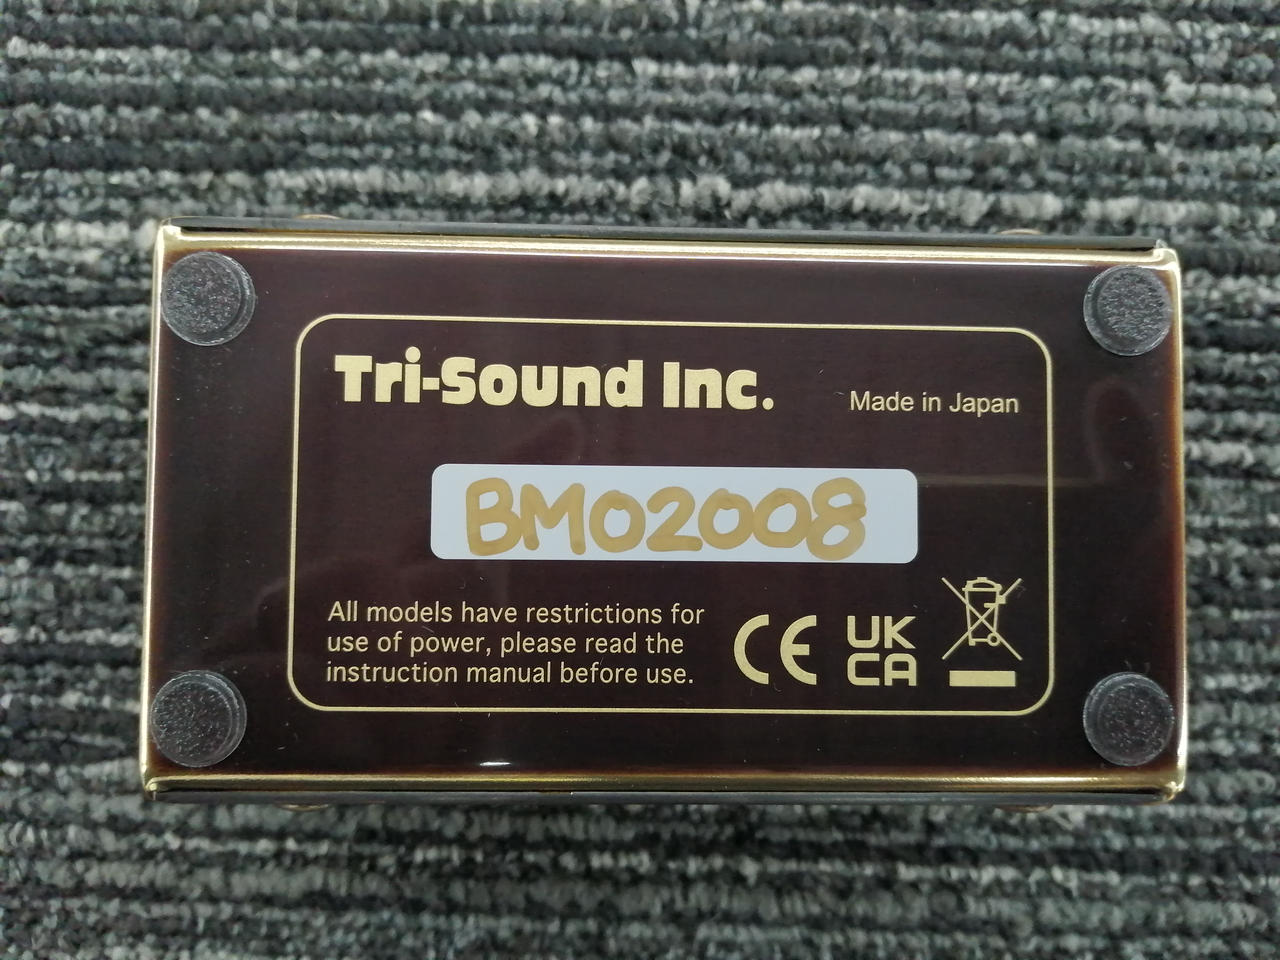 Tri-Sound Inc.
Made in Japan
BM02008
All models have restrictions for
use of power, please read the
instruction manual before use.
CE
UK
CA